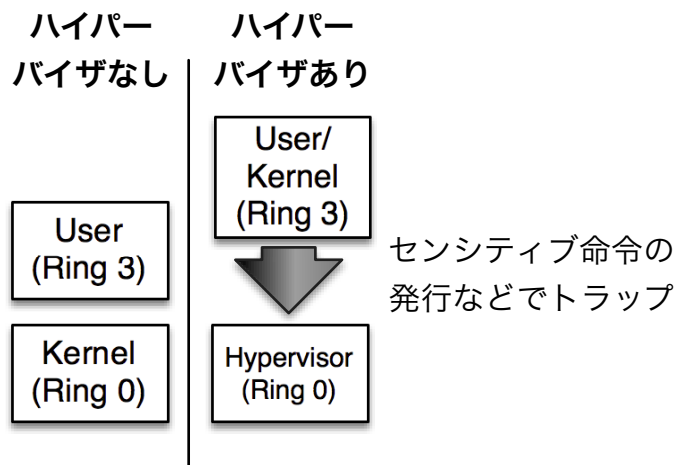 ハイパー
バイザなし
ハイパー
バイザあり
User
(Ring 3)
Kernel
(Ring 0)
User/
Kernel
(Ring 3)
Hypervisor
(Ring 0)
センシティブ命令の
発行などでトラップ